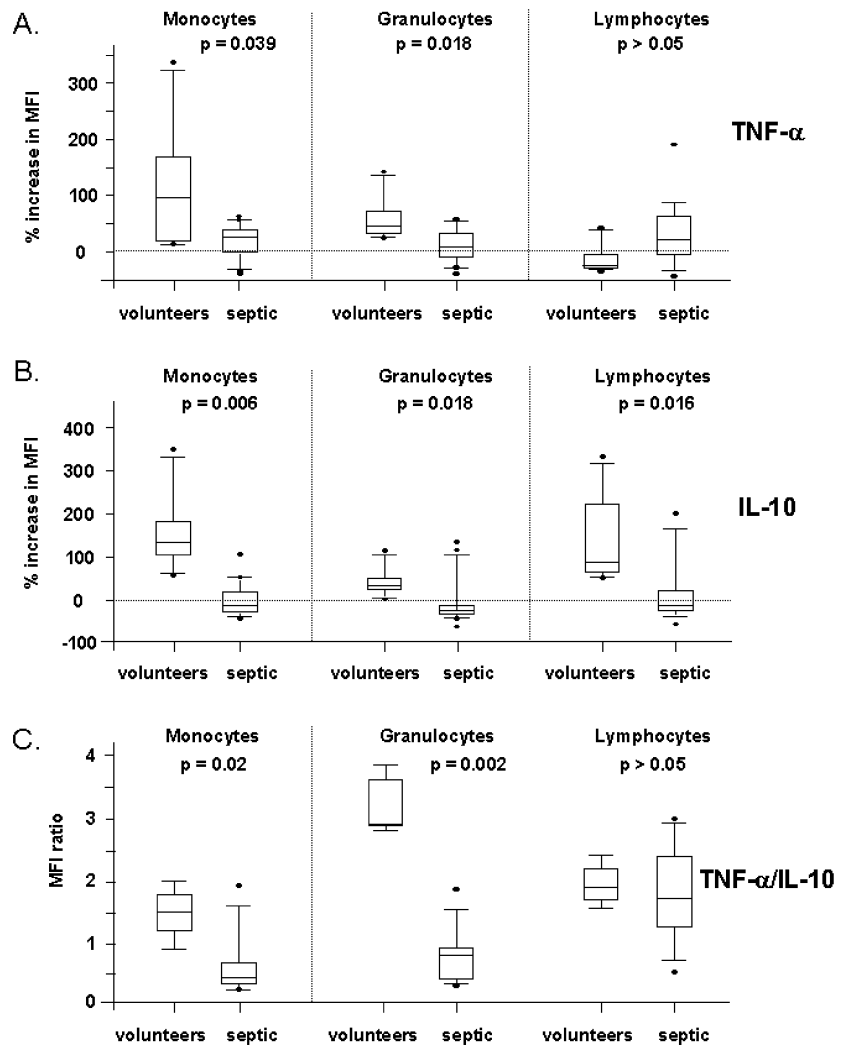 A.
Monocytes Granulocytes Lymphocytes
p = 0.039 p = 0.018 p > 0.05
% increase in MFI
300
200
100
0
TNF-α
volunteers septic volunteers septic volunteers septic
B.
Monocytes Granulocytes Lymphocytes
p = 0.006 p = 0.018 p = 0.016
% increase in MFI
400
300
200
100
0
-100
IL-10
volunteers septic volunteers septic volunteers septic
C.
Monocytes Granulocytes Lymphocytes
p = 0.02 p = 0.002 p > 0.05
MFI ratio
4
3
2
1
0
TNF-α/IL-10
volunteers septic volunteers septic volunteers septic